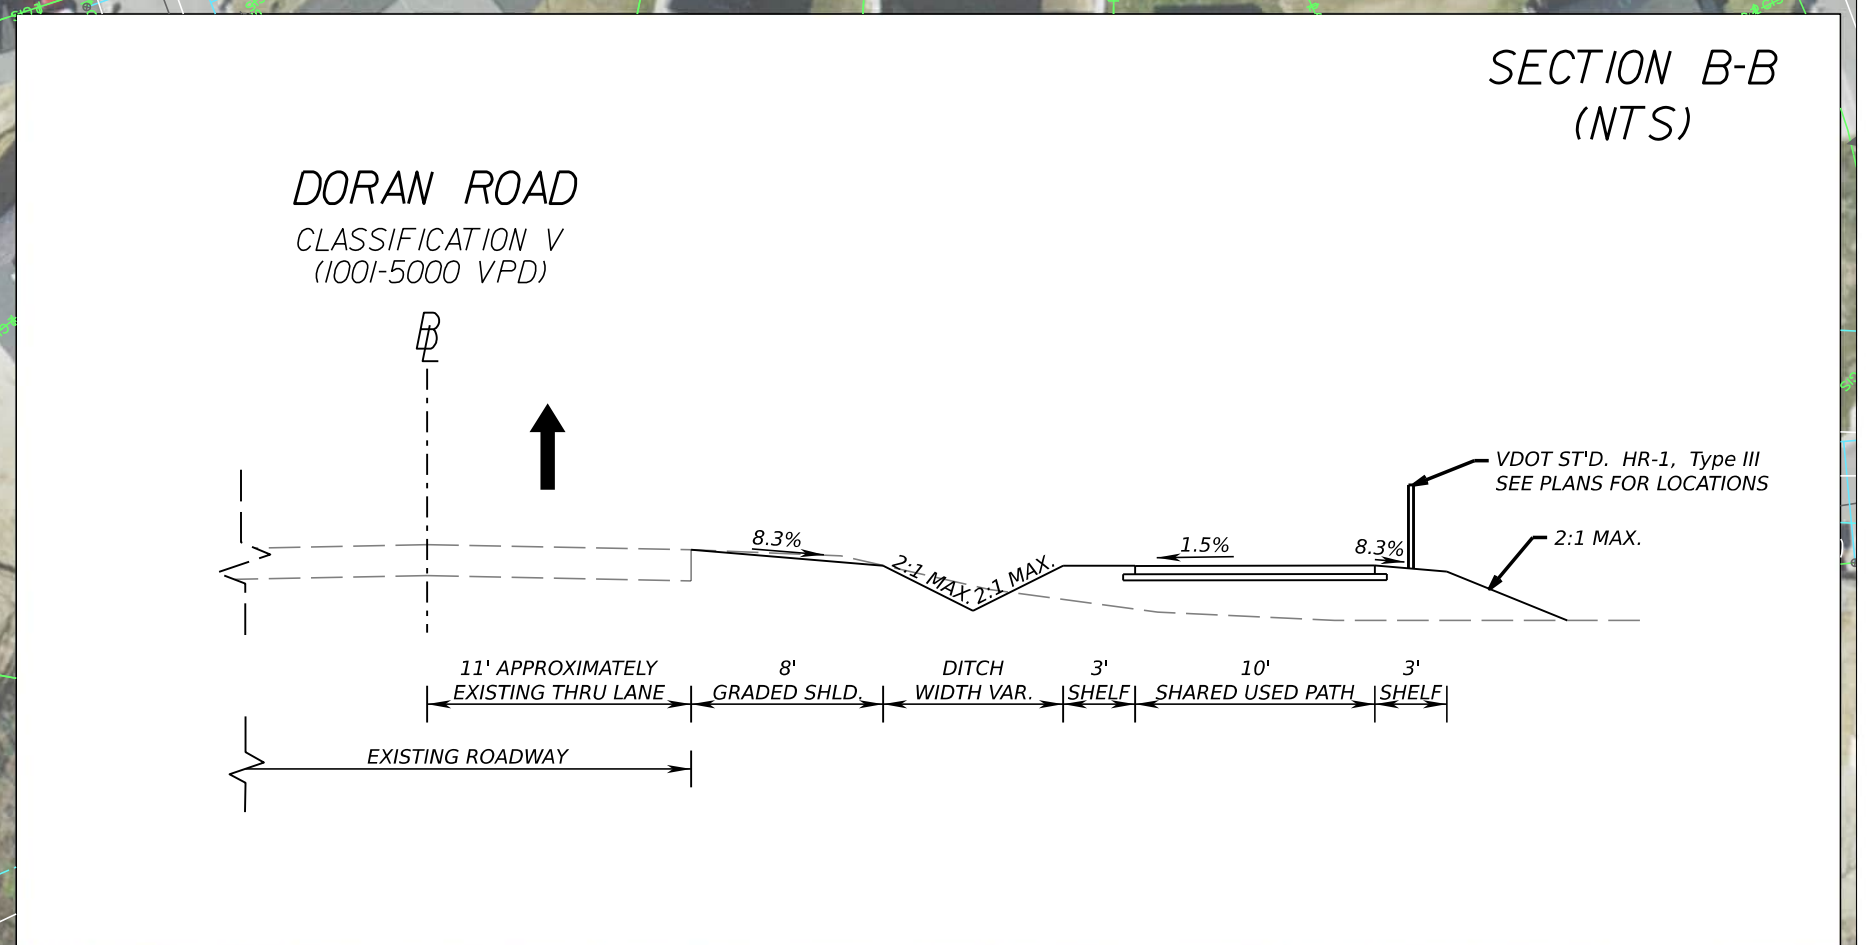 SECTION B-B
(NTS)
DORAN ROAD
CLASSIFICATION V
(1001-5000 VPD)
BL
VDOT ST'D. HR-1, Type III
SEE PLANS FOR LOCATIONS
2:1 MAX.
8.3%
2:1 MAX.
2:1 MAX.
1.5%
8.3%
11' APPROXIMATELY
EXISTING THRU LANE
8'
GRADED SHLD.
DITCH
WIDTH VAR.
3'
SHELF
10'
SHARED USED PATH
3'
SHELF
EXISTING ROADWAY